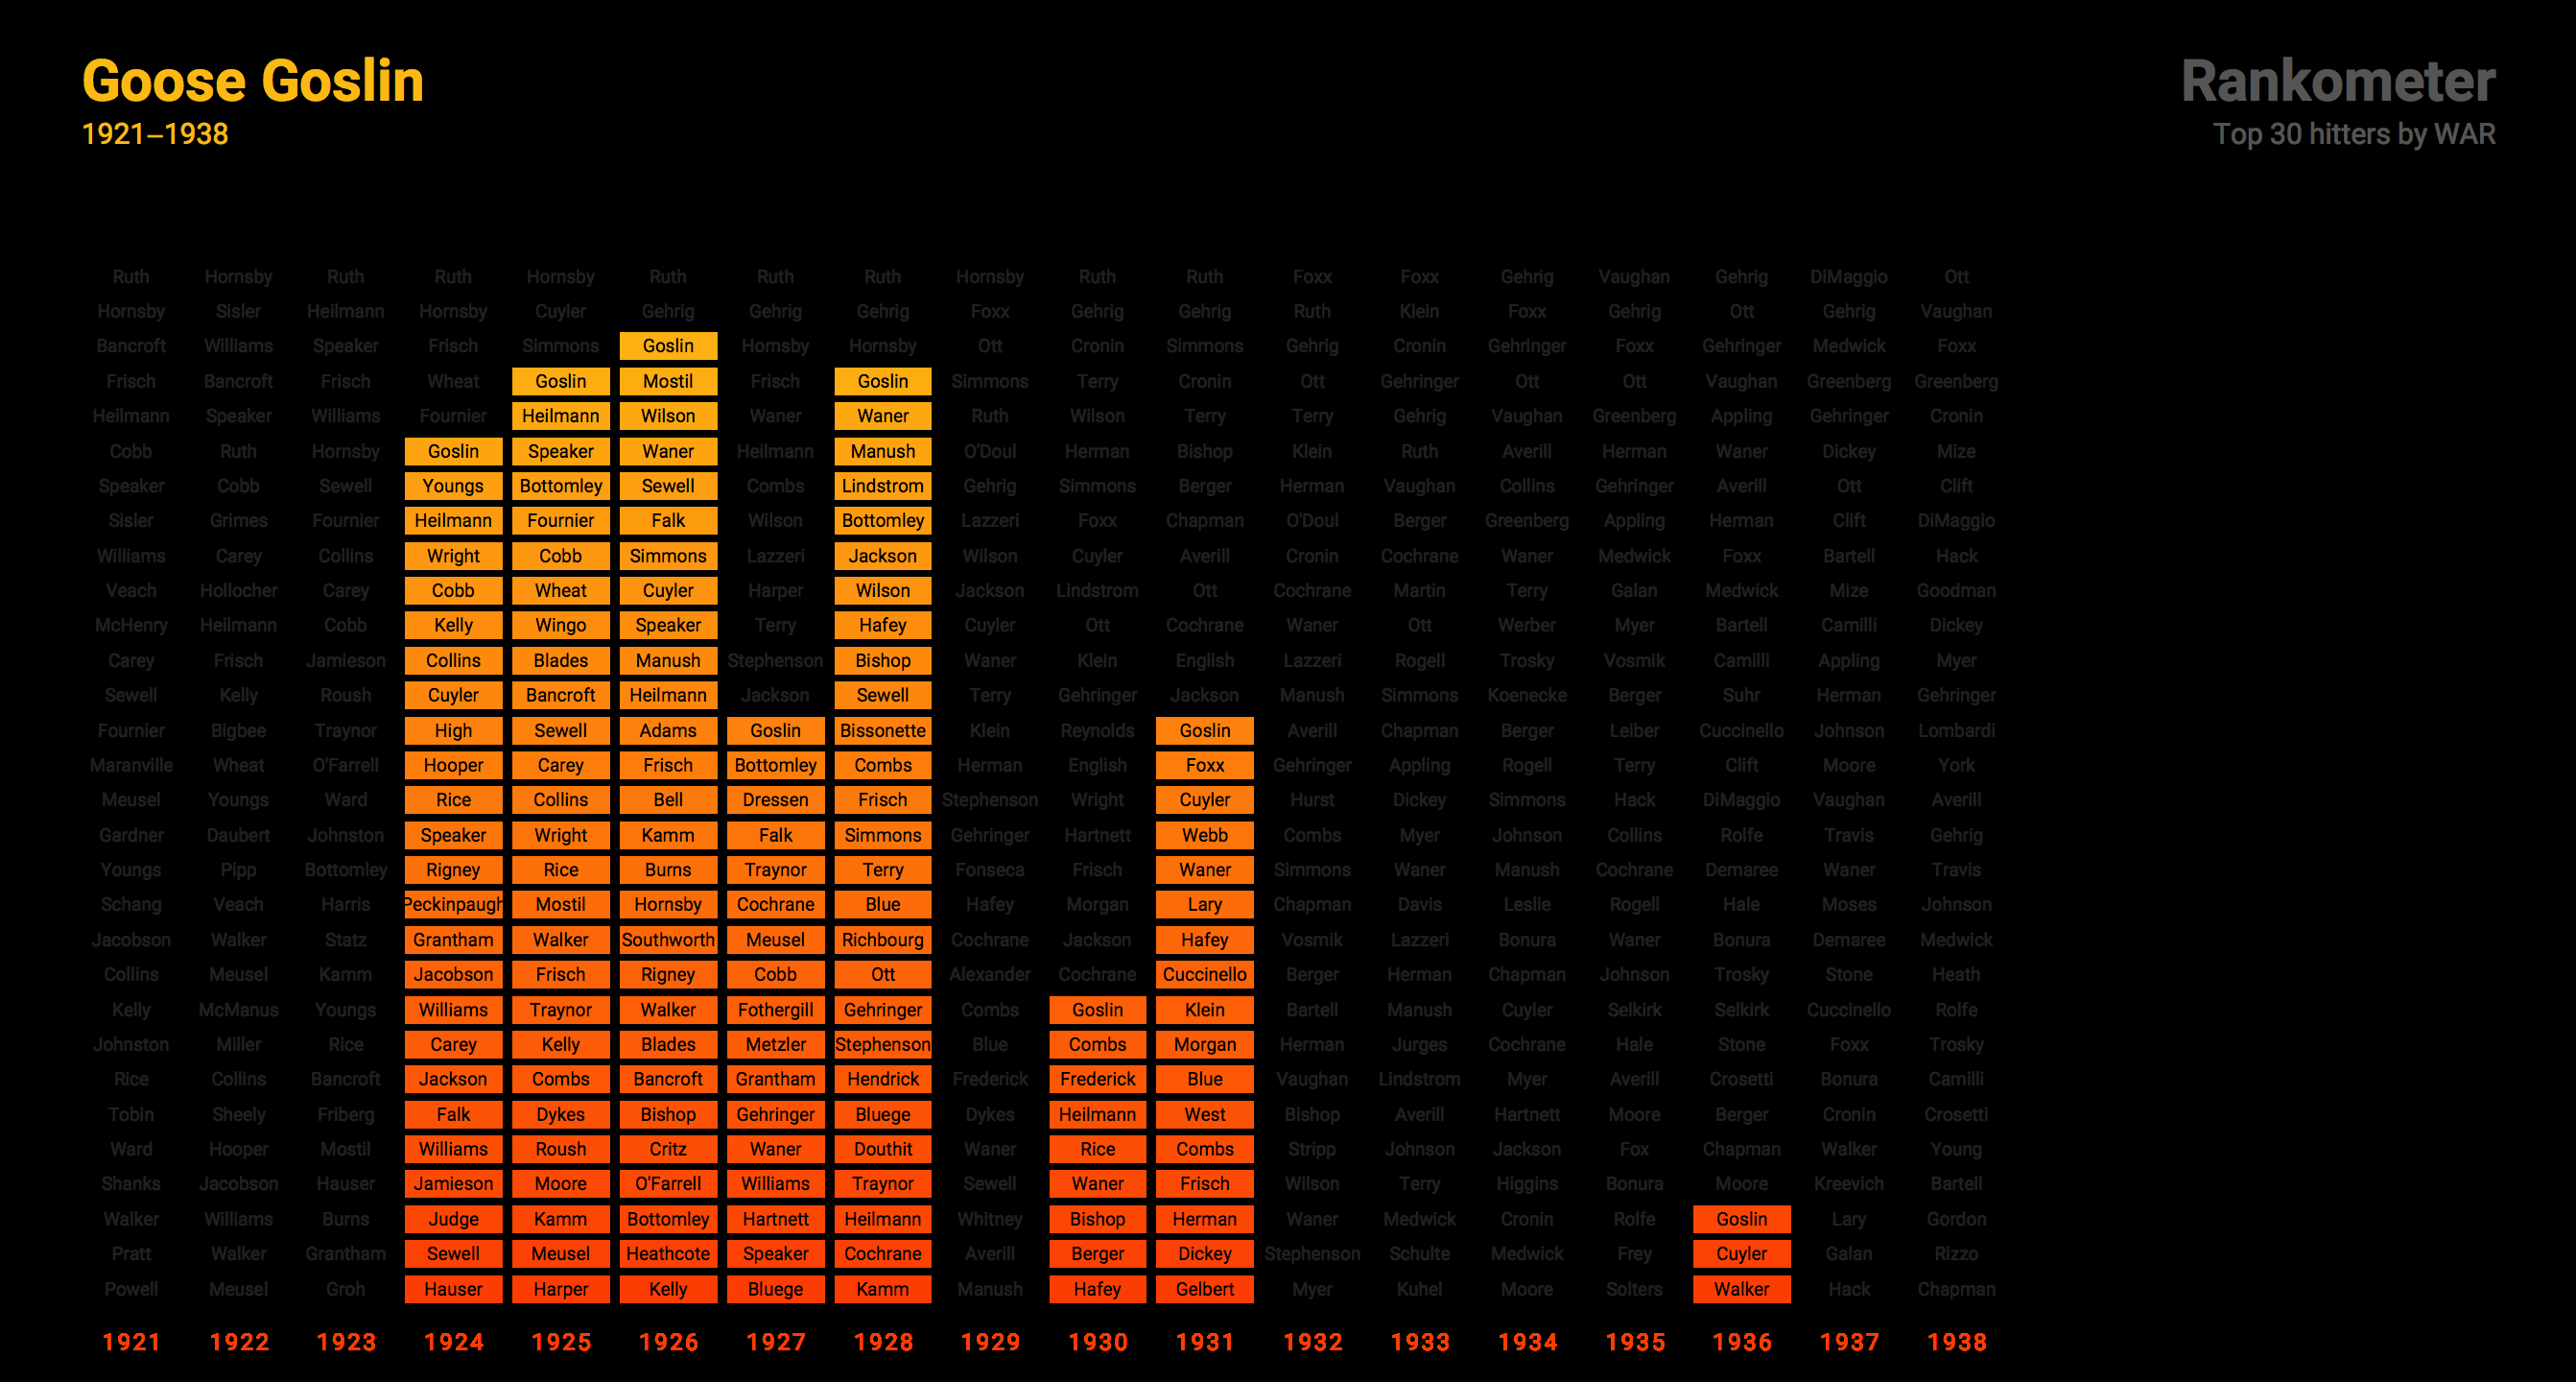 Goose Goslin
1921–1938
Rankometer
Top 30 hitters by WAR
Ruth Hornsby Ruth Ruth Hornsby Ruth Ruth Ruth Hornsby Ruth Ruth Foxx Foxx Gehrig Vaughan Gehrig DiMaggio Ott
Hornsby Sisler Heilmann Hornsby Cuyler Gehrig Gehrig Gehrig Foxx Gehrig Gehrig Ruth Klein Foxx Gehrig Ott Gehrig Vaughan
Bancroft Williams Speaker Frisch Simmons Goslin Hornsby Hornsby Ott Cronin Simmons Gehrig Cronin Gehringer Foxx Gehringer Medwick Foxx
Frisch Bancroft Frisch Wheat Goslin Mostil Frisch Goslin Simmons Terry Cronin Ott Gehringer Ott Ott Vaughan Greenberg Greenberg
Heilmann Speaker Williams Fournier Heilmann Wilson Waner Waner Ruth Wilson Terry Terry Gehrig Vaughan Greenberg Appling Gehringer Cronin
Cobb Ruth Hornsby Goslin Speaker Waner Heilmann Manush O'Doul Herman Bishop Klein Ruth Averill Herman Waner Dickey Mize
Speaker Cobb Sewell Youngs Bottomley Sewell Combs Lindstrom Gehrig Simmons Berger Herman Vaughan Collins Gehringer Averill Ott Clift
Sisler Grimes Fournier Heilmann Fournier Falk Wilson Bottomley Lazzeri Foxx Chapman O'Doul Berger Greenberg Appling Herman Clift DiMaggio
Williams Carey Collins Wright Cobb Simmons Lazzeri Jackson Wilson Cuyler Averill Cronin Cochrane Waner Medwick Foxx Bartell Hack
Veach Hollocher Carey Cobb Wheat Cuyler Harper Wilson Jackson Lindstrom Ott Cochrane Martin Terry Galan Medwick Mize Goodman
McHenry Heilmann Cobb Kelly Wingo Speaker Terry Hafey Cuyler Ott Cochrane Waner Ott Werber Myer Bartell Camilli Dickey
Carey Frisch Jamieson Collins Blades Manush Stephenson Bishop Waner Klein English Lazzeri Rogell Trosky Vosmik Camilli Appling Myer
Sewell Kelly Roush Cuyler Bancroft Heilmann Jackson Sewell Terry Gehringer Jackson Manush Simmons Koenecke Berger Suhr Herman Gehringer
Fournier Bigbee Traynor High Sewell Adams Goslin Bissonette Klein Reynolds Goslin Averill Chapman Berger Leiber Cuccinello Johnson Lombardi
Maranville Wheat O'Farrell Hooper Carey Frisch Bottomley Combs Herman English Foxx Gehringer Appling Rogell Terry Clift Moore York
Meusel Youngs Ward Rice Collins Bell Dressen Frisch Stephenson Wright Cuyler Hurst Dickey Simmons Hack DiMaggio Vaughan Averill
Gardner Daubert Johnston Speaker Wright Kamm Falk Simmons Gehringer Hartnett Webb Combs Myer Johnson Collins Rolfe Travis Gehrig
Youngs Pipp Bottomley Rigney Rice Burns Traynor Terry Fonseca Frisch Waner Simmons Waner Manush Cochrane Demaree Waner Travis
Schang Veach Harris Peckinpaugh Mostil Hornsby Cochrane Blue Hafey Morgan Lary Chapman Davis Leslie Rogell Hale Moses Johnson
Jacobson Walker Statz Grantham Walker Southworth Meusel Richbourg Cochrane Jackson Hafey Vosmik Lazzeri Bonura Waner Bonura Demaree Medwick
Collins Meusel Kamm Jacobson Frisch Rigney Cobb Ott Alexander Cochrane Cuccinello Berger Herman Chapman Johnson Trosky Stone Heath
Kelly McManus Youngs Williams Traynor Walker Fothergill Gehringer Combs Goslin Klein Bartell Manush Cuyler Selkirk Selkirk Cuccinello Rolfe
Johnston Miller Rice Carey Kelly Blades Metzler Stephenson Blue Combs Morgan Herman Jurges Cochrane Hale Stone Foxx Trosky
Rice Collins Bancroft Jackson Combs Bancroft Grantham Hendrick Frederick Frederick Blue Vaughan Lindstrom Myer Averill Crosetti Bonura Camilli
Tobin Sheely Friberg Falk Dykes Bishop Gehringer Bluege Dykes Heilmann West Bishop Averill Hartnett Moore Berger Cronin Crosetti
Ward Hooper Mostil Williams Roush Critz Waner Douthit Waner Rice Combs Stripp Johnson Jackson Fox Chapman Walker Young
Shanks Jacobson Hauser Jamieson Moore O'Farrell Williams Traynor Sewell Waner Frisch Wilson Terry Higgins Bonura Moore Kreevich Bartell
Walker Williams Burns Judge Kamm Bottomley Hartnett Heilmann Whitney Bishop Herman Waner Medwick Cronin Rolfe Goslin Lary Gordon
Pratt Walker Grantham Sewell Meusel Heathcote Speaker Cochrane Averill Berger Dickey Stephenson Schulte Medwick Frey Cuyler Galan Rizzo
Powell Meusel Groh Hauser Harper Kelly Bluege Kamm Manush Hafey Gelbert Myer Kuhel Moore Solters Walker Hack Chapman
1921 1922 1923 1924 1925 1926 1927 1928 1929 1930 1931 1932 1933 1934 1935 1936 1937 1938